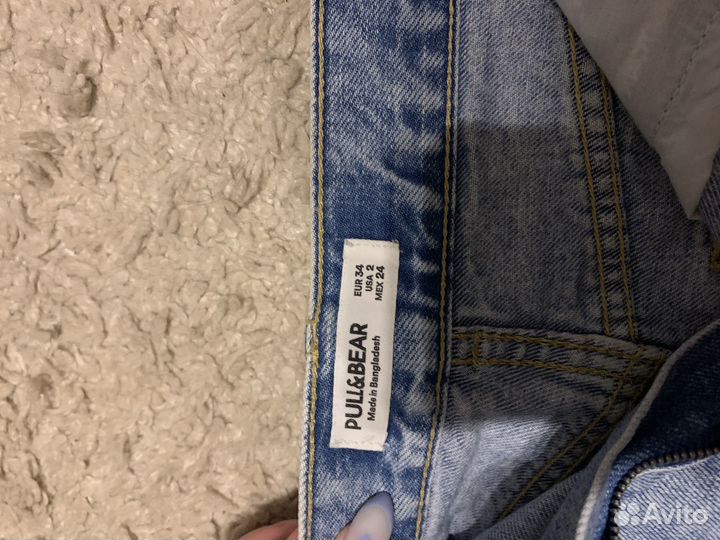 PULL&BEAR
Made in Bangladesh
EUR 34
USA 2
MEX 24
Avito